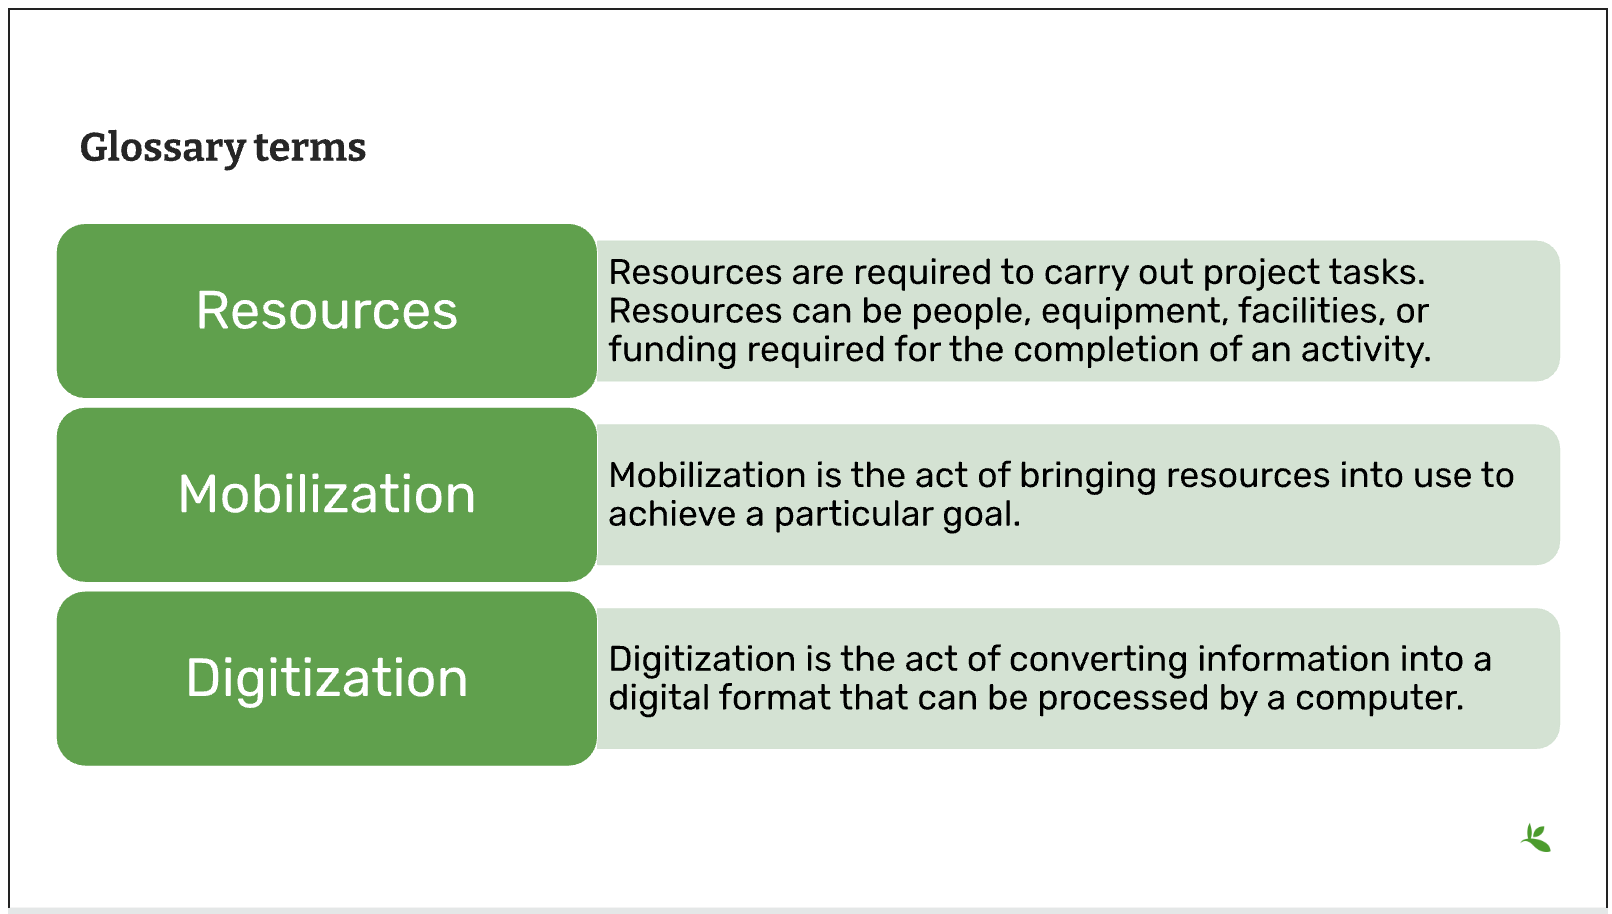 Glossary terms
Resources
Resources are required to carry out project tasks.
Resources can be people, equipment, facilities, or
funding required for the completion of an activity.
Mobilization
Mobilization is the act of bringing resources into use to
achieve a particular goal.
Digitization
Digitization is the act of converting information into a
digital format that can be processed by a computer.